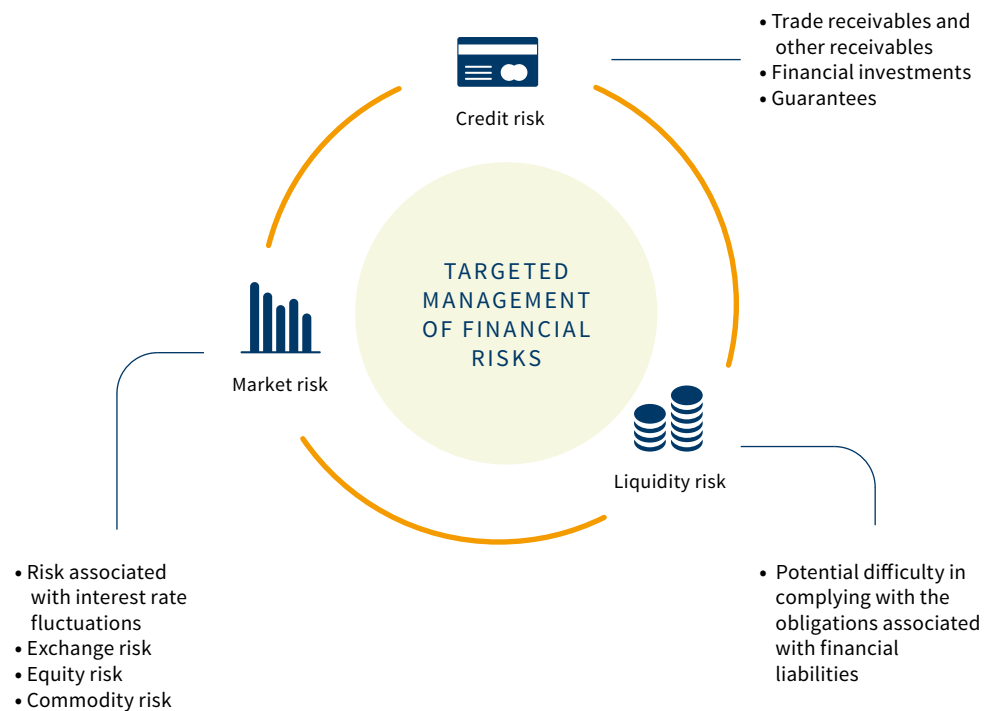 • Trade receivables and
other receivables
• Financial investments
• Guarantees
Credit risk
TARGETED
MANAGEMENT
OF FINANCIAL
RISKS
Market risk
Liquidity risk
• Risk associated
with interest rate
fluctuations
• Exchange risk
• Equity risk
• Commodity risk
• Potential difficulty in
complying with the
obligations associated
with financial
liabilities